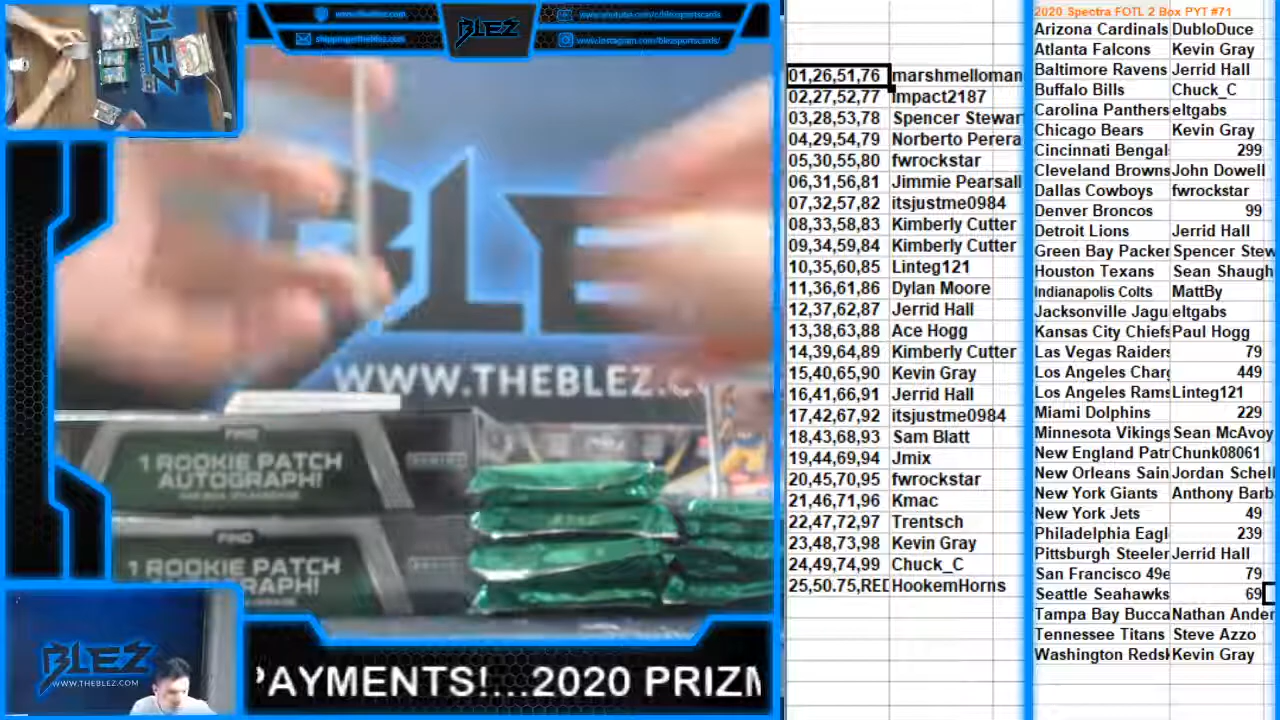 BLEZ
www.youtube.com/c/blezsportscards/
www.instagram.com/blezsportscards/
BLEZ
BLE
WWW.THEBLEZ.C
FIND
1 ROOKIE PATCH
AUTOGRAPH!
FIND
1 ROOKIE PATCH
BLEZ
WWW.THEBLEZ.COM
PAYMENTS!...2020 PRIZM
01,26,51,76 marshmelloman
02,27,52,77 Impact2187
03,28,53,78 Spencer Stewar
04,29,54,79 Norberto Perera
05,30,55,80 fwrockstar
06,31,56,81 Jimmie Pearsall
07,32,57,82 itsjustme0984
08,33,58,83 Kimberly Cutter
09,34,59,84 Kimberly Cutter
10,35,60,85 Linteg121
11,36,61,86 Dylan Moore
12,37,62,87 Jerrid Hall
13,38,63,88 Ace Hogg
14,39,64,89 Kimberly Cutter
15,40,65,90 Kevin Gray
16,41,66,91 Jerrid Hall
17,42,67,92 itsjustme0984
18,43,68,93 Sam Blatt
19,44,69,94 Jmix
20,45,70,95 fwrockstar
21,46,71,96 Kmac
22,47,72,97 Trentsch
23,48,73,98 Kevin Gray
24,49,74,99 Chuck_C
25,50.75,RED HookemHorns
2020 Spectra FOTL 2 Box PYT #71
Arizona Cardinals DubloDuce
Atlanta Falcons Kevin Gray
Baltimore Ravens Jerrid Hall
Buffalo Bills Chuck_C
Carolina Panthers eltgabs
Chicago Bears Kevin Gray
Cincinnati Bengal 299
Cleveland Browns John Dowell
Dallas Cowboys fwrockstar
Denver Broncos 99
Detroit Lions Jerrid Hall
Green Bay Packer Spencer Stew
Houston Texans Sean Shaugh
Indianapolis Colts MattBy
Jacksonville Jagu eltgabs
Kansas City Chiefs Paul Hogg
Las Vegas Raiders 79
Los Angeles Charg 449
Los Angeles Rams Linteg121
Miami Dolphins 229
Minnesota Vikings Sean McAvoy
New England Patri Chunk08061
New Orleans Sain Jordan Schell
New York Giants Anthony Barb
New York Jets 49
Philadelphia Eagl 239
Pittsburgh Steeler Jerrid Hall
San Francisco 49e 79
Seattle Seahawks 69
Tampa Bay Bucca Nathan Ander
Tennessee Titans Steve Azzo
Washington Redsk Kevin Gray